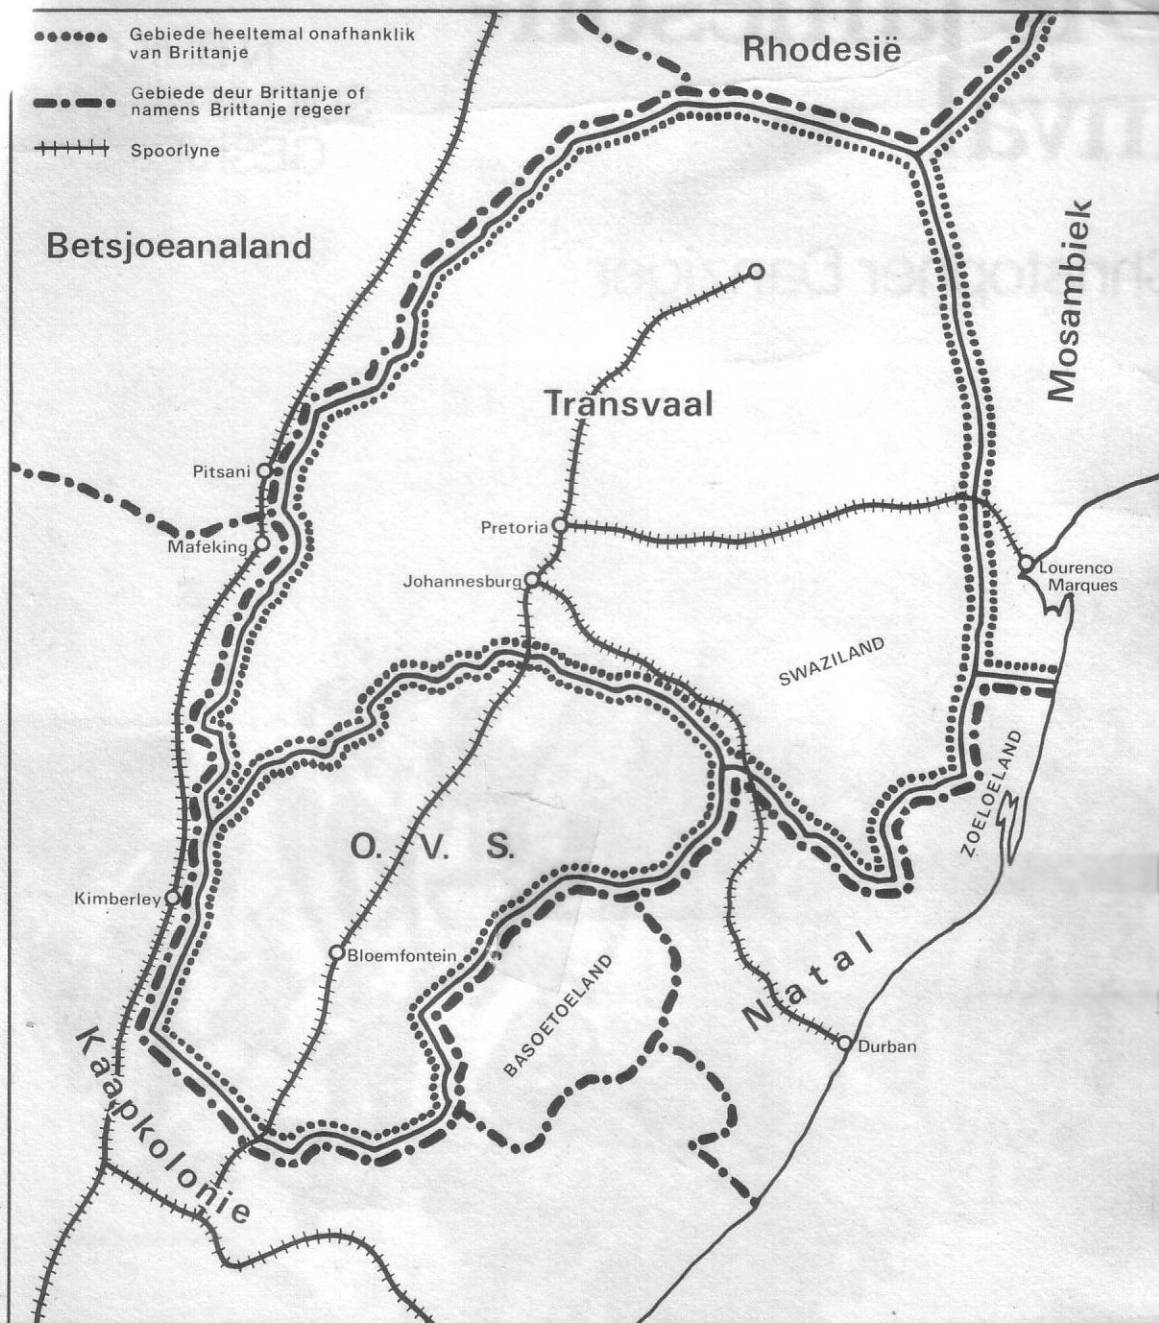 Gebiede heeltemal onafhanklik
van Brittanje
Gebiede deur Brittanje of
namens Brittanje regeer
Spoorlyne
Rhodesië
Betsjoeanaland
Mosambiek
Transvaal
Pitsani
Pretoria
Mafeking
Johannesburg
Lourenco
Marques
SWAZILAND
ZOELOELAND
O. V. S.
Kimberley
Bloemfontein
BASOETOELAND
Natal
Durban
Kaapkolonie